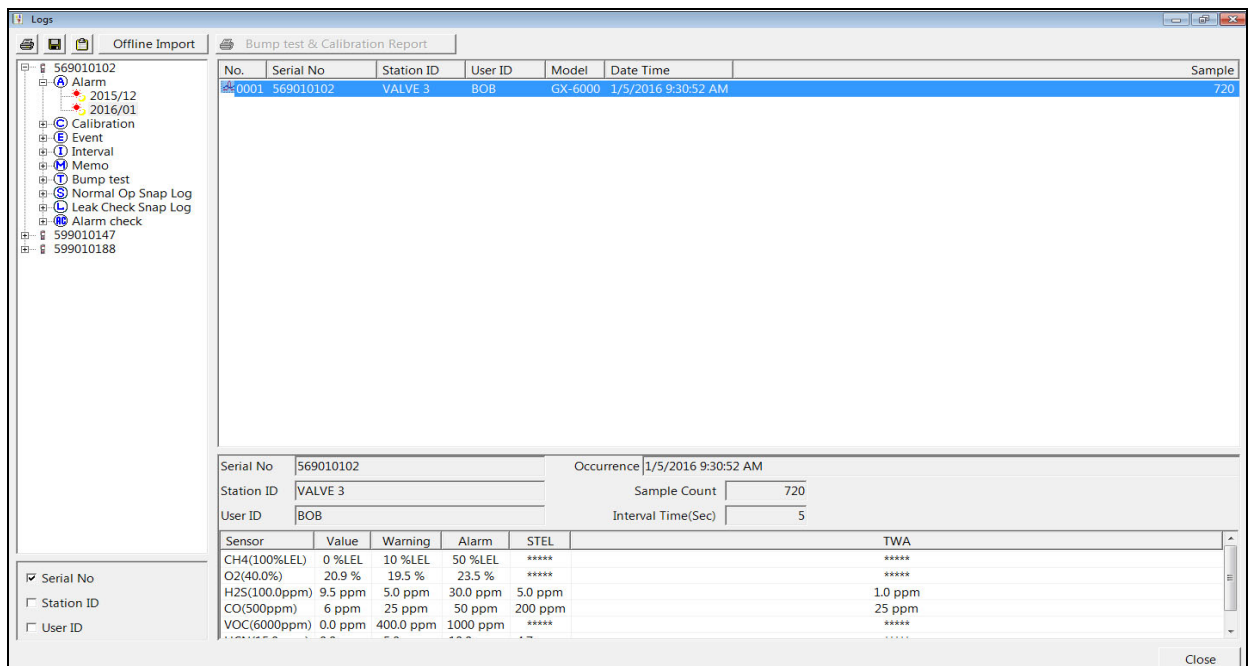 Logs
Offline Import
Bump test & Calibration Report
569010102
A Alarm
2015/12
2016/01
C Calibration
E Event
I Interval
M Memo
T Bump test
S Normal Op Snap Log
L Leak Check Snap Log
AC Alarm check
599010147
599010188
Serial No
Station ID
User ID
No. Serial No Station ID User ID Model Date Time Sample
0001 569010102 VALVE 3 BOB GX-6000 1/5/2016 9:30:52 AM 720
Serial No 569010102 Occurrence 1/5/2016 9:30:52 AM
Station ID VALVE 3 Sample Count 720
User ID BOB Interval Time(Sec) 5
Sensor Value Warning Alarm STEL TWA
CH4(100%LEL) 0 %LEL 10 %LEL 50 %LEL ***** *****
O2(40.0%) 20.9 % 19.5 % 23.5 % ***** *****
H2S(100.0ppm) 9.5 ppm 5.0 ppm 30.0 ppm 5.0 ppm 1.0 ppm
CO(500ppm) 6 ppm 25 ppm 50 ppm 200 ppm 25 ppm
VOC(6000ppm) 0.0 ppm 400.0 ppm 1000 ppm ***** *****
Close